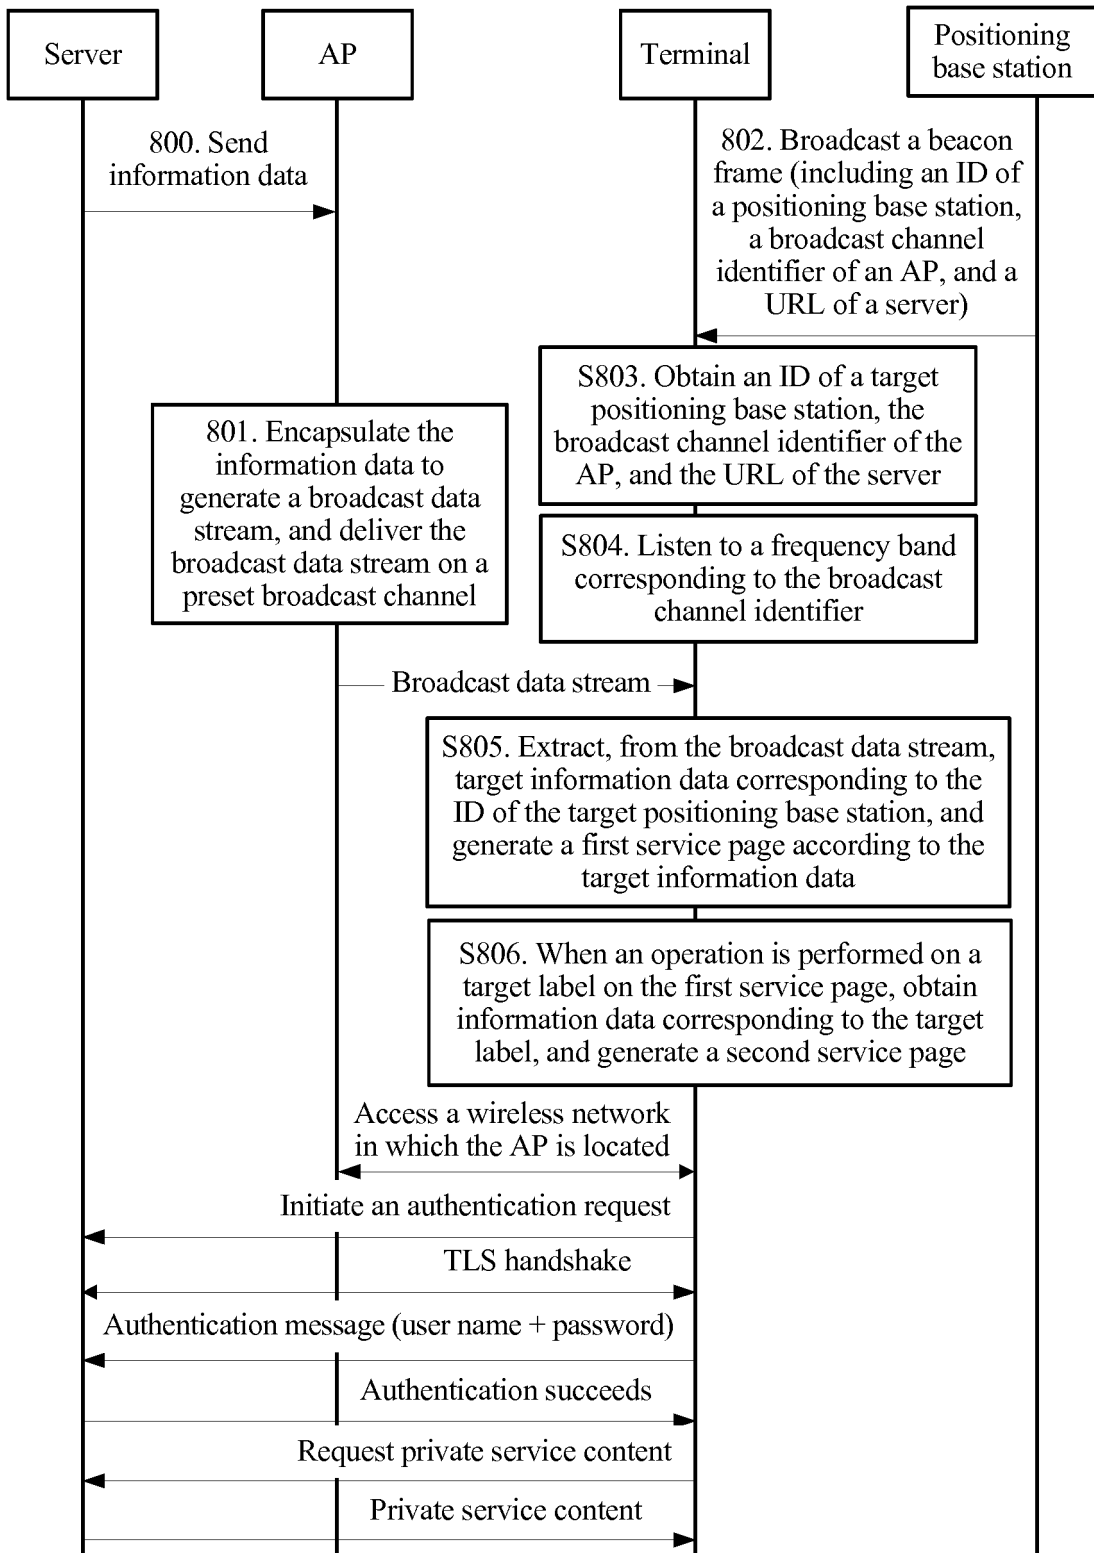 Server
AP
Terminal
Positioning
base station
800. Send
information data
802. Broadcast a beacon
frame (including an ID of
a positioning base station,
a broadcast channel
identifier of an AP, and a
URL of a server)
S803. Obtain an ID of a target
positioning base station, the
broadcast channel identifier of the
AP, and the URL of the server
801. Encapsulate the
information data to
generate a broadcast data
stream, and deliver the
broadcast data stream on a
preset broadcast channel
S804. Listen to a frequency band
corresponding to the broadcast
channel identifier
Broadcast data stream
S805. Extract, from the broadcast data stream,
target information data corresponding to the
ID of the target positioning base station, and
generate a first service page according to the
target information data
S806. When an operation is performed on a
target label on the first service page, obtain
information data corresponding to the target
label, and generate a second service page
Access a wireless network
in which the AP is located
Initiate an authentication request
TLS handshake
Authentication message (user name + password)
Authentication succeeds
Request private service content
Private service content